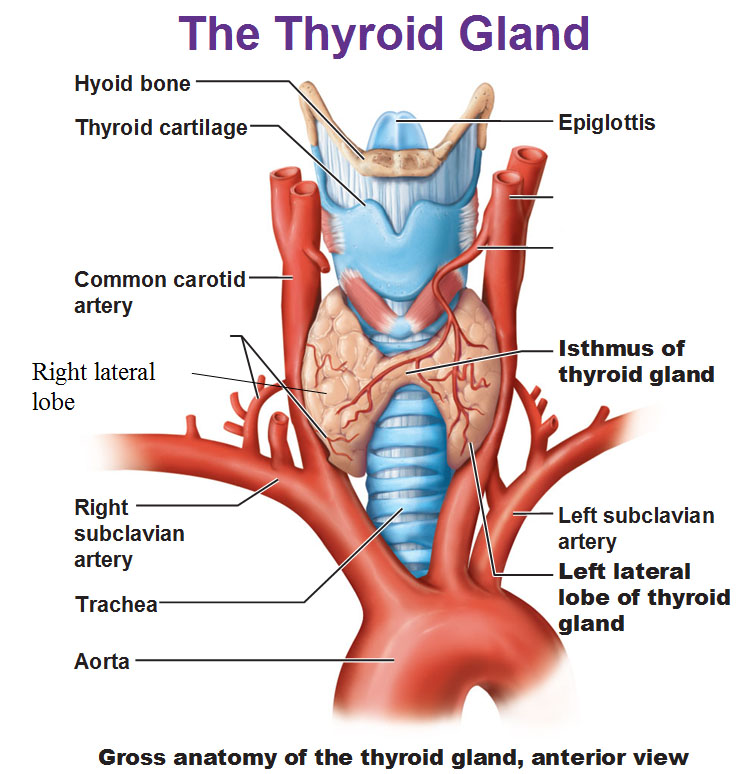 The Thyroid Gland
Hyoid bone
Thyroid cartilage
Epiglottis
Common carotid
artery
Right lateral
lobe
Isthmus of
thyroid gland
Right
subclavian
artery
Left subclavian
artery
Left lateral
lobe of thyroid
gland
Trachea
Aorta
Gross anatomy of the thyroid gland, anterior view